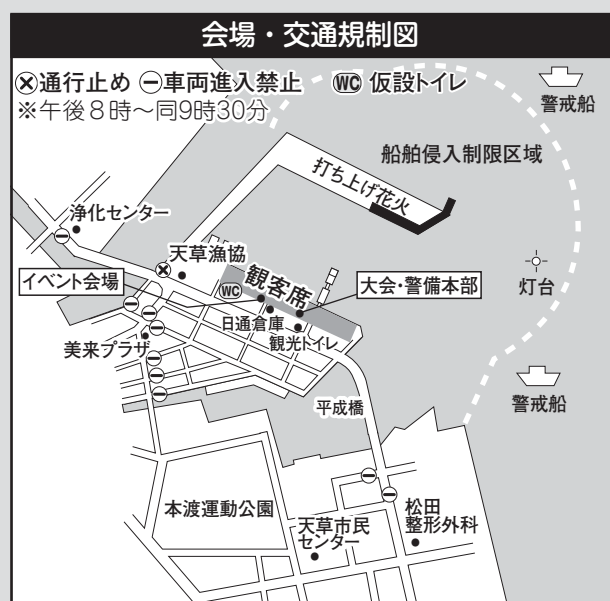 会場・交通規制図
⊗通行止め ⊖車両進入禁止 WC 仮設トイレ
※午後8時〜同9時30分
警戒船
船舶侵入制限区域
打ち上げ花火
浄化センター
天草漁協
イベント会場
WC
観客席
大会・警備本部
灯台
日通倉庫
観光トイレ
美来プラザ
平成橋
警戒船
本渡運動公園
天草市民
センター
松田
整形外科